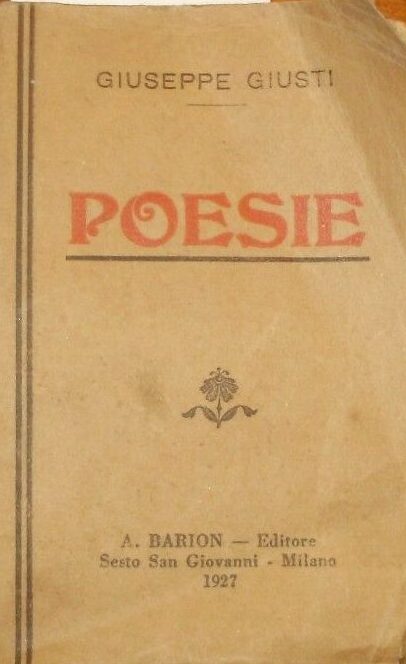 GIUSEPPE GIUSTI
POESIE
A. BARION — Editore
Sesto San Giovanni - Milano
1927